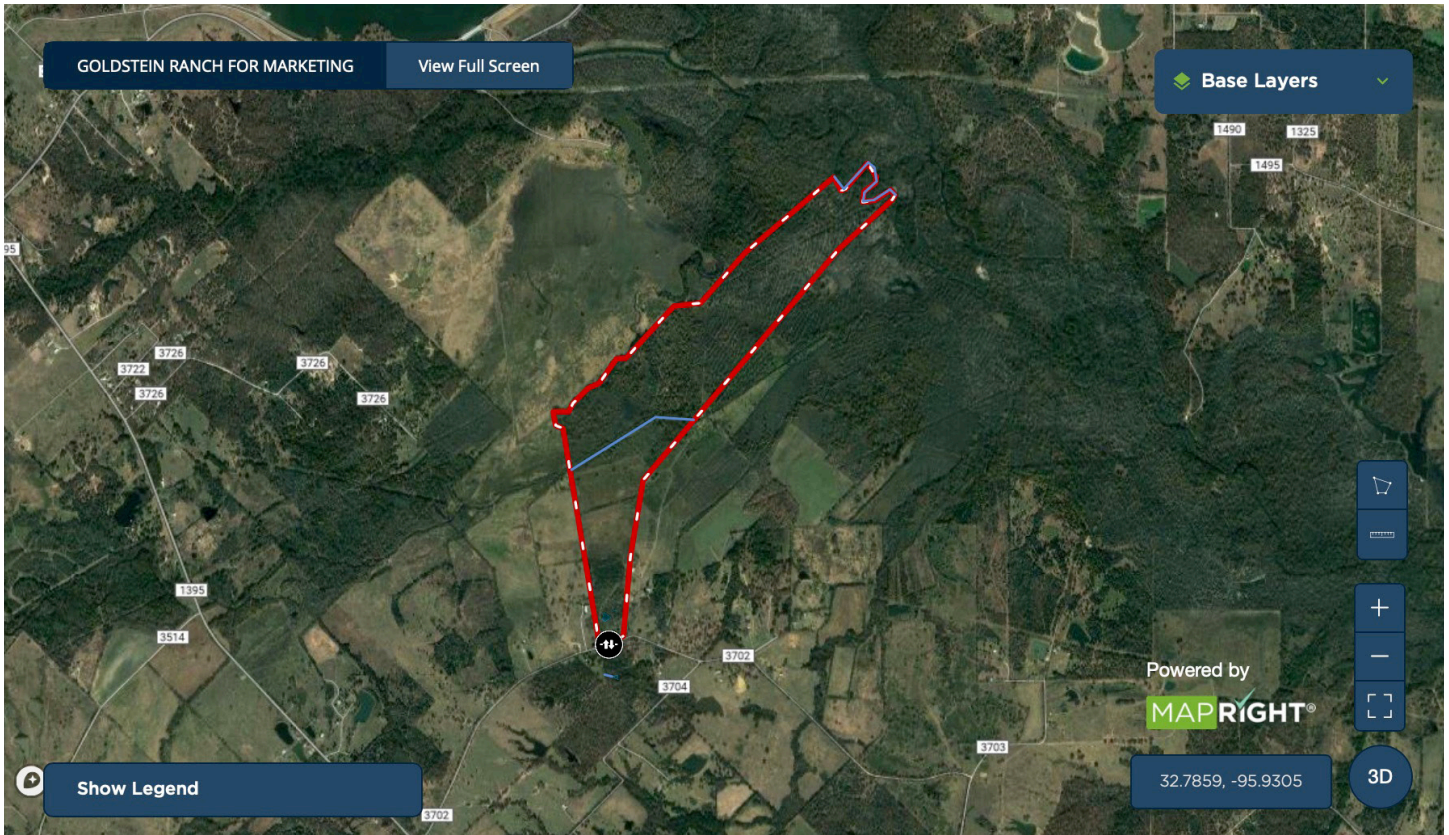 GOLDSTEIN RANCH FOR MARKETING
View Full Screen
Base Layers
1490
1325
1495
95
3726
3722
3726
3726
3726
1395
3514
3702
3704
3703
3702
Powered by
MAPRIGHT®
32.7859, -95.9305
3D
Show Legend